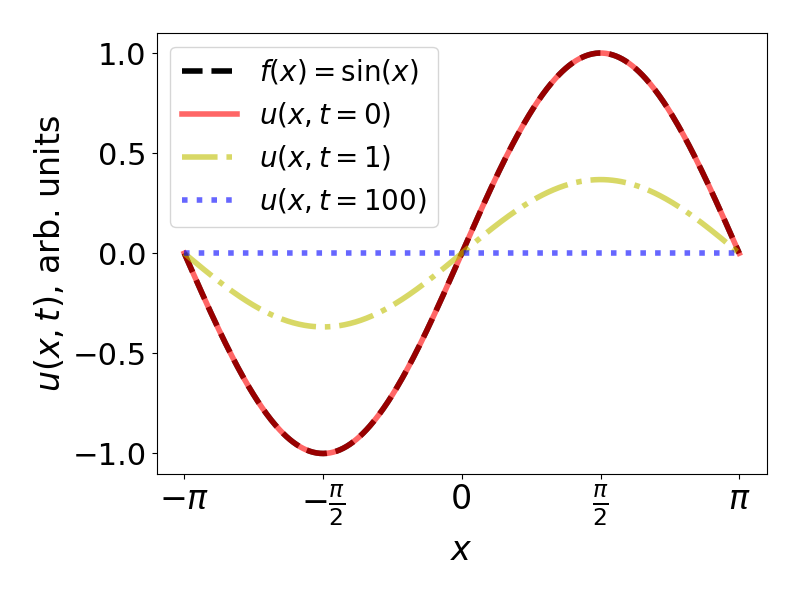 1.0
0.5
0.0
−0.5
−1.0
u(x, t), arb. units
f(x) = sin(x)
u(x, t = 0)
u(x, t = 1)
u(x, t = 100)
−π
−π/2
0
π/2
π
x